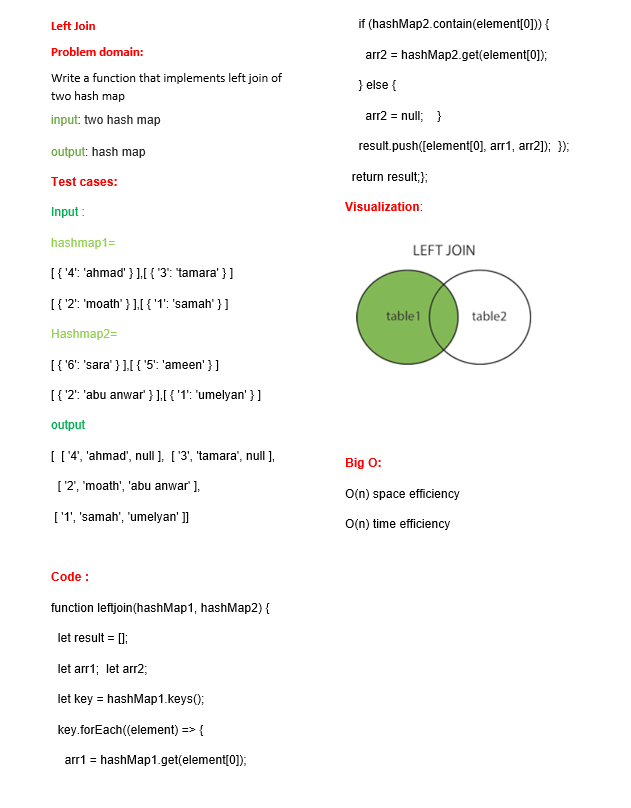 Left Join
Problem domain:
Write a function that implements left join of
two hash map
input: two hash map
output: hash map
Test cases:
Input :
hashmap1=
[ { '4': 'ahmad' } ],[ { '3': 'tamara' } ]
[ { '2': 'moath' } ],[ { '1': 'samah' } ]
Hashmap2=
[ { '6': 'sara' } ],[ { '5': 'ameen' } ]
[ { '2': 'abu anwar' } ],[ { '1': 'umelyan' } ]
output
[  [ '4', 'ahmad', null ],  [ '3', 'tamara', null ],
[ '2', 'moath', 'abu anwar' ],
[ '1', 'samah', 'umelyan' ]]
Code :
function leftjoin(hashMap1, hashMap2) {
let result = [];
let arr1;  let arr2;
let key = hashMap1.keys();
key.forEach((element) => {
arr1 = hashMap1.get(element[0]);
if (hashMap2.contain(element[0])) {
arr2 = hashMap2.get(element[0]);
} else {
arr2 = null;    }
result.push([element[0], arr1, arr2]);  });
return result;};
Visualization:
LEFT JOIN
table1
table2
Big O:
O(n) space efficiency
O(n) time efficiency